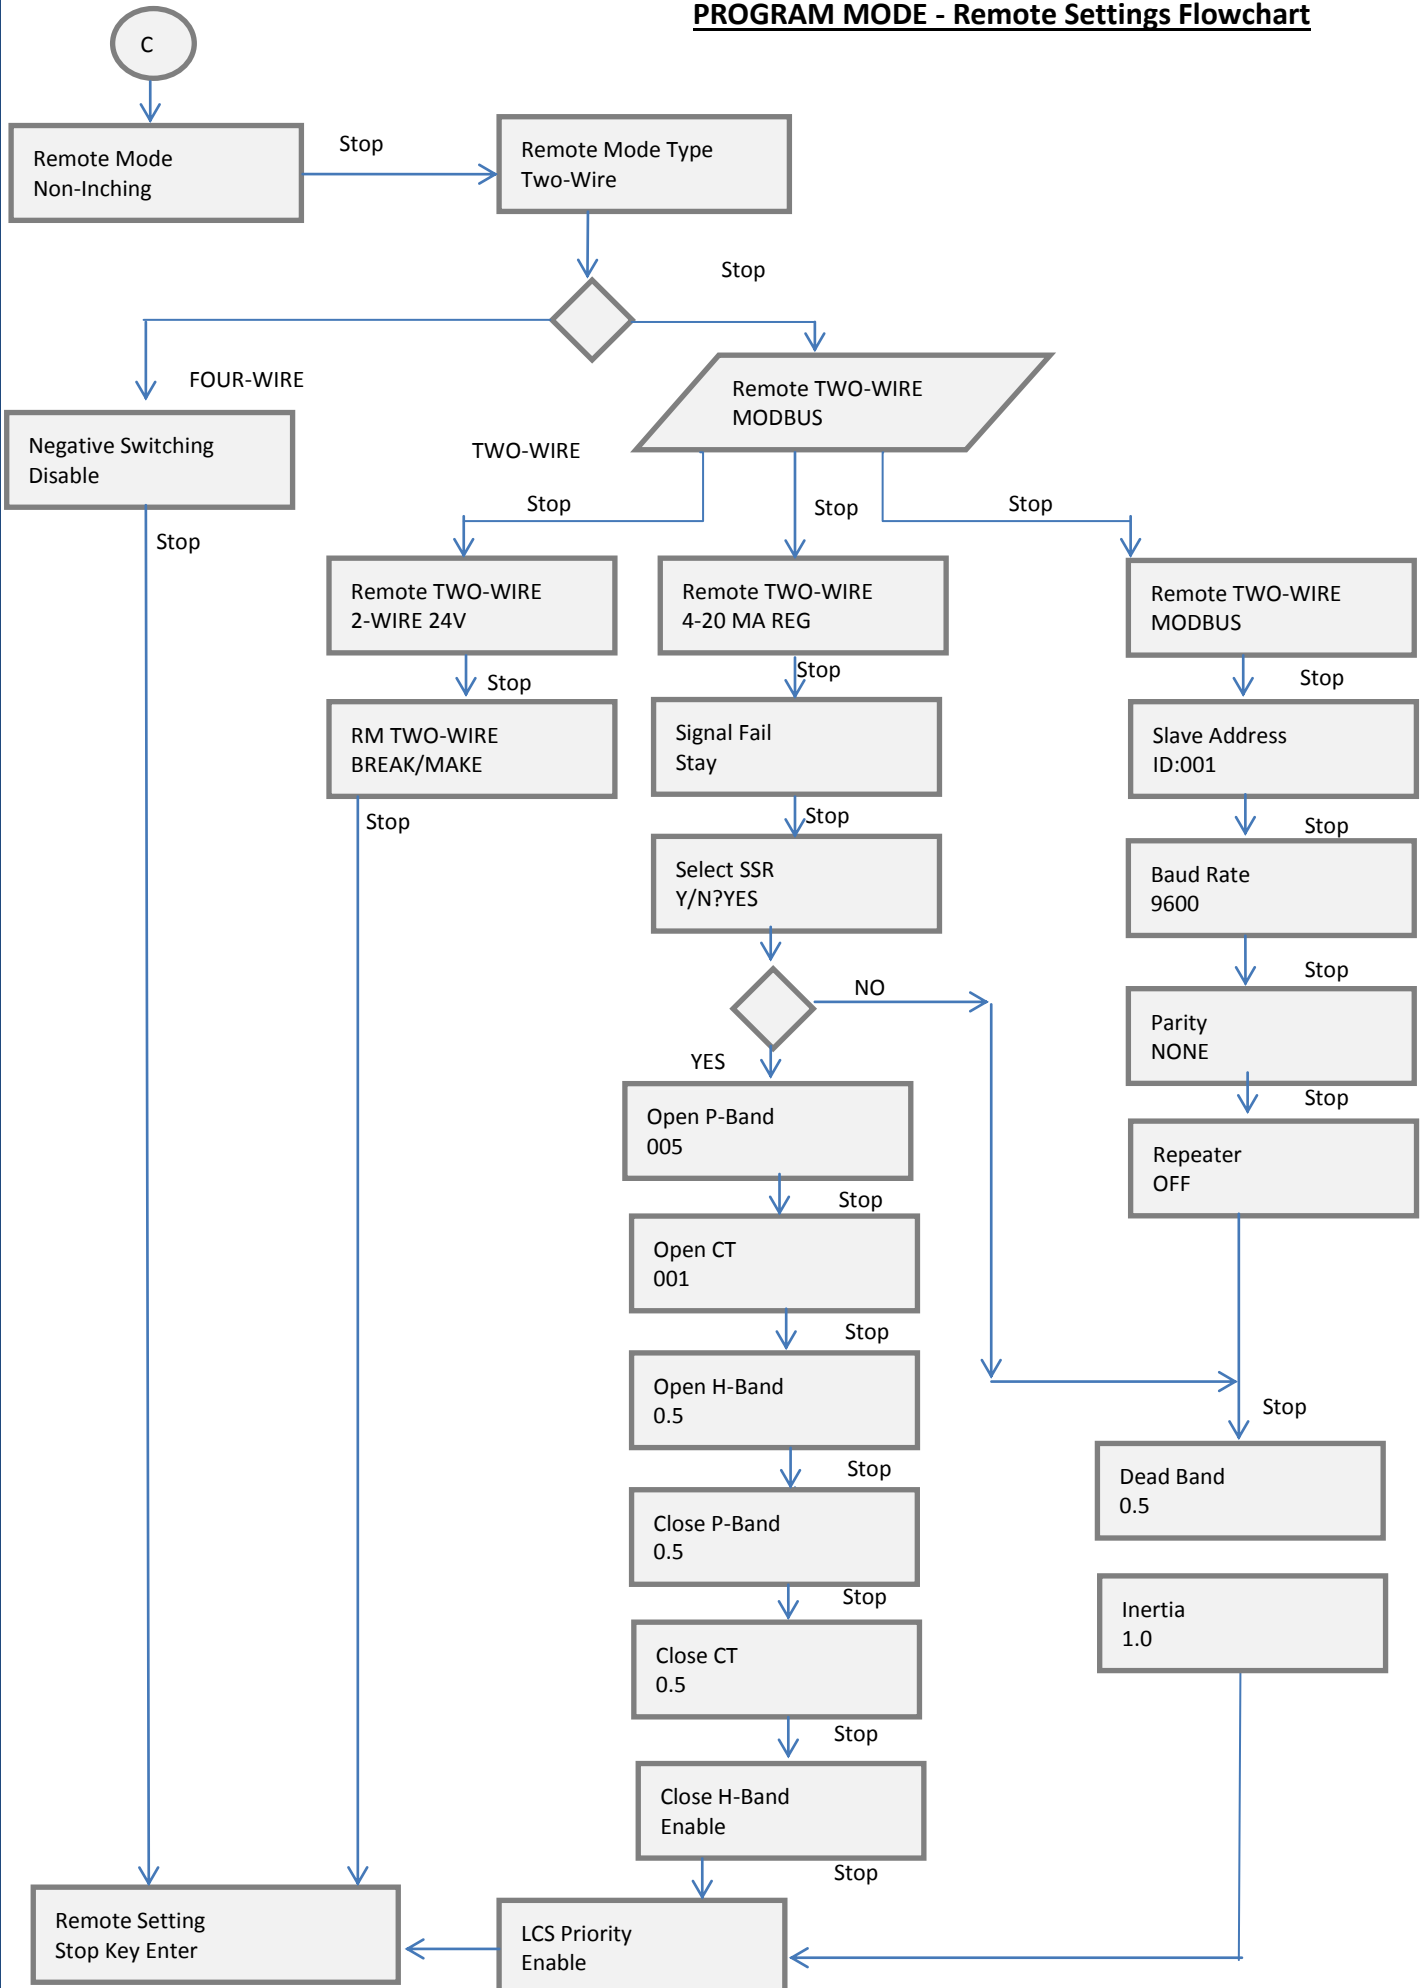 PROGRAM MODE - Remote Settings Flowchart
C
Remote Mode
Non-Inching
Stop
Remote Mode Type
Two-Wire
Stop
FOUR-WIRE
Remote TWO-WIRE
MODBUS
Negative Switching
Disable
TWO-WIRE
Stop
Stop
Stop
Stop
Remote TWO-WIRE
2-WIRE 24V
Remote TWO-WIRE
4-20 MA REG
Remote TWO-WIRE
MODBUS
Stop
Stop
Stop
RM TWO-WIRE
BREAK/MAKE
Signal Fail
Stay
Slave Address
ID:001
Stop
Stop
Stop
Select SSR
Y/N?YES
Baud Rate
9600
Stop
NO
Parity
NONE
YES
Stop
Open P-Band
005
Repeater
OFF
Stop
Open CT
001
Stop
Open H-Band
0.5
Stop
Stop
Dead Band
0.5
Close P-Band
0.5
Stop
Inertia
1.0
Close CT
0.5
Stop
Close H-Band
Enable
Stop
Remote Setting
Stop Key Enter
LCS Priority
Enable